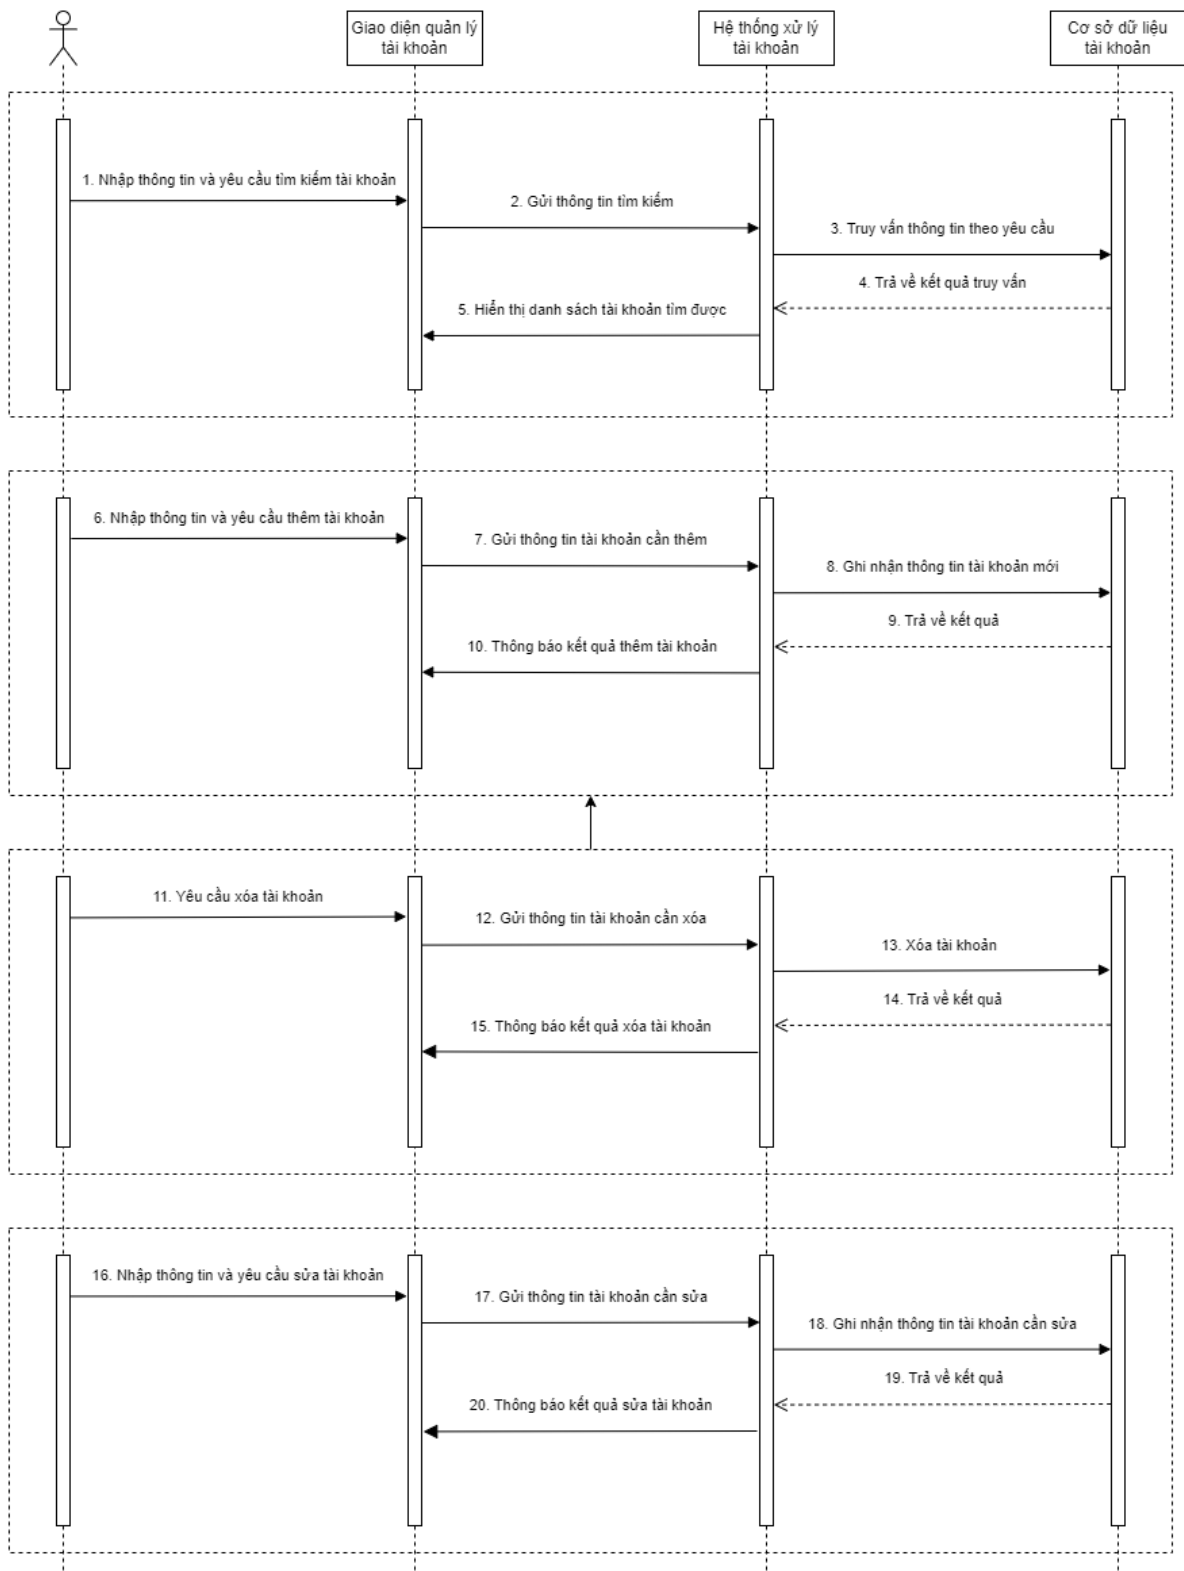 Giao diện quản lý
tài khoản
Hệ thống xử lý
tài khoản
Cơ sở dữ liệu
tài khoản
1. Nhập thông tin và yêu cầu tìm kiếm tài khoản
2. Gửi thông tin tìm kiếm
3. Truy vấn thông tin theo yêu cầu
4. Trả về kết quả truy vấn
5. Hiển thị danh sách tài khoản tìm được
6. Nhập thông tin và yêu cầu thêm tài khoản
7. Gửi thông tin tài khoản cần thêm
8. Ghi nhận thông tin tài khoản mới
9. Trả về kết quả
10. Thông báo kết quả thêm tài khoản
11. Yêu cầu xóa tài khoản
12. Gửi thông tin tài khoản cần xóa
13. Xóa tài khoản
14. Trả về kết quả
15. Thông báo kết quả xóa tài khoản
16. Nhập thông tin và yêu cầu sửa tài khoản
17. Gửi thông tin tài khoản cần sửa
18. Ghi nhận thông tin tài khoản cần sửa
19. Trả về kết quả
20. Thông báo kết quả sửa tài khoản